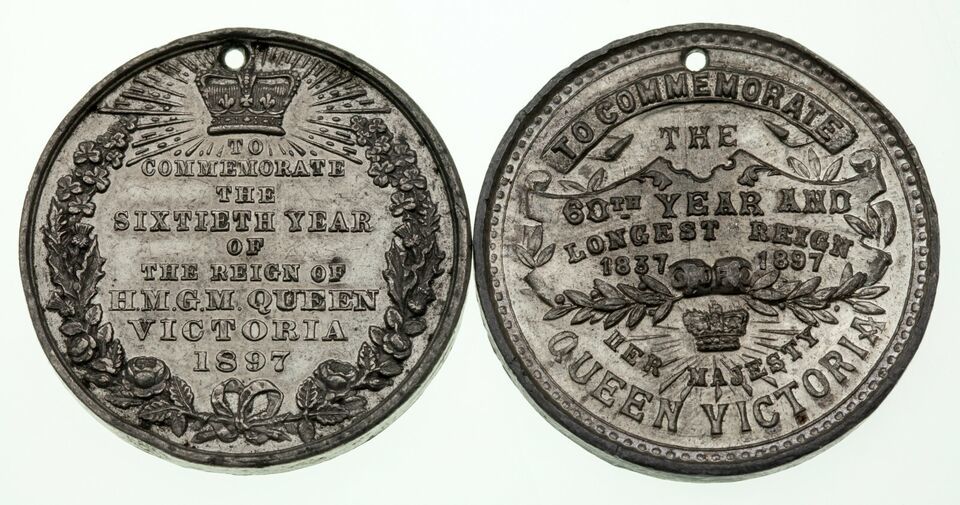 TO
COMMEMORATE
THE
SIXTIETH YEAR
OF
THE REIGN OF
H.M.G.M. QUEEN
VICTORIA
1897
TO COMMEMORATE
THE
60TH YEAR AND
LONGEST REIGN
1837 1897
HER MAJESTY
QUEEN VICTORIA